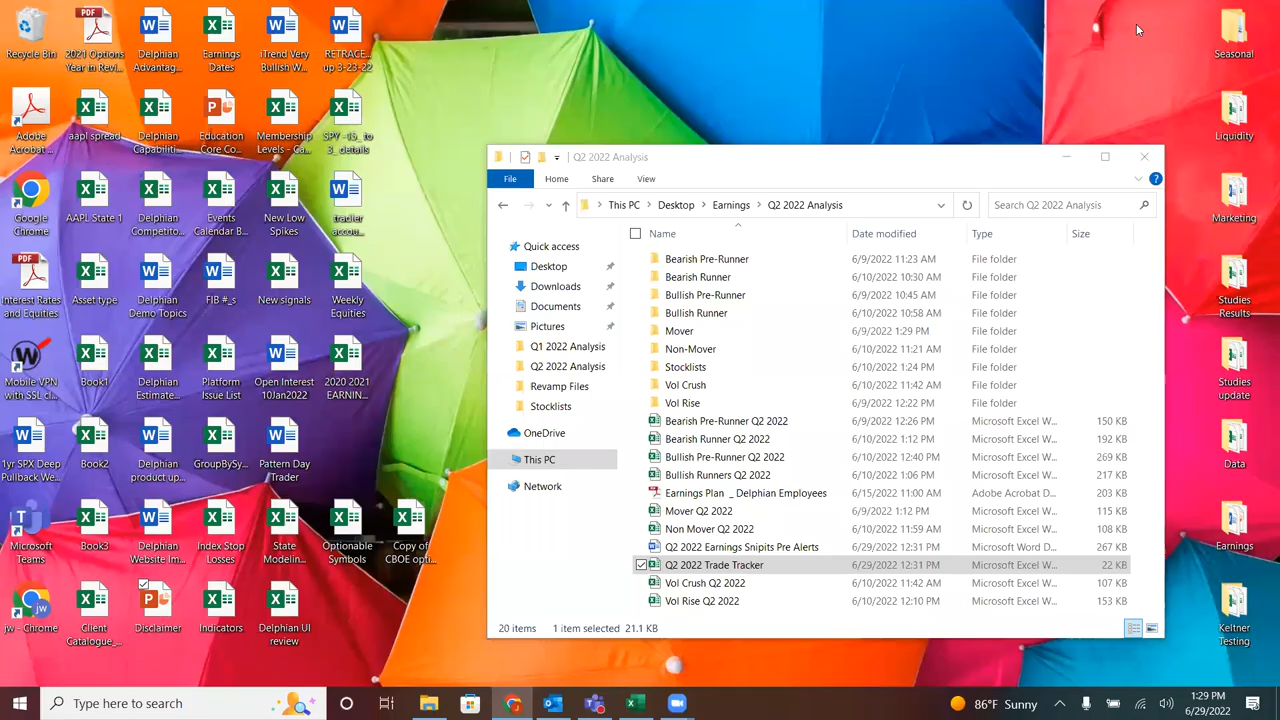 Recycle Bin
2021 Options
Year in Revi...
Delphian
Advantag...
Earnings
Dates
iTrend Very
Bullish W...
RETRACE...
up 3-23-22
Adobe
Acrobat ...
aapl spread
Delphian
Capabiliti...
Education
Core Co...
Membership
Levels - Ca...
SPY -15_ to
3_ details
Google
Chrome
AAPL State 1
Delphian
Competito...
Events
Calendar B...
New Low
Spikes
tradier
accou...
Interest Rates
and Equities
Asset type
Delphian
Demo Topics
FIB #_s
New signals
Weekly
Equities
Mobile VPN
with SSL cl...
Book1
Delphian
Estimate...
Platform
Issue List
Open Interest
10Jan2022
2020 2021
EARNIN...
1yr SPX Deep
Pullback We...
Book2
Delphian
product up...
GroupBySy...
Pattern Day
Trader
Microsoft
Teams
Book3
Delphian
Website Im...
Index Stop
Losses
State
Modelin...
Optionable
Symbols
Copy of
CBOE opti...
jw - Chrome
Client
Catalogue_...
Disclaimer
Indicators
Delphian UI
review
Q2 2022 Analysis
File
Home
Share
View
This PC
Desktop
Earnings
Q2 2022 Analysis
Search Q2 2022 Analysis
Quick access
Desktop
Downloads
Documents
Pictures
Q1 2022 Analysis
Q2 2022 Analysis
Revamp Files
Stocklists
OneDrive
This PC
Network
Name Date modified Type Size
Bearish Pre-Runner 6/9/2022 11:23 AM File folder
Bearish Runner 6/10/2022 10:30 AM File folder
Bullish Pre-Runner 6/9/2022 10:45 AM File folder
Bullish Runner 6/10/2022 10:58 AM File folder
Mover 6/9/2022 1:29 PM File folder
Non-Mover 6/10/2022 11:21 AM File folder
Stocklists 6/10/2022 1:24 PM File folder
Vol Crush 6/10/2022 11:42 AM File folder
Vol Rise 6/9/2022 12:22 PM File folder
Bearish Pre-Runner Q2 2022 6/9/2022 12:26 PM Microsoft Excel W... 150 KB
Bearish Runner Q2 2022 6/10/2022 1:12 PM Microsoft Excel W... 192 KB
Bullish Pre-Runner Q2 2022 6/10/2022 12:40 PM Microsoft Excel W... 269 KB
Bullish Runners Q2 2022 6/10/2022 1:06 PM Microsoft Excel W... 217 KB
Earnings Plan _ Delphian Employees 6/15/2022 11:00 AM Adobe Acrobat D... 203 KB
Mover Q2 2022 6/9/2022 1:12 PM Microsoft Excel W... 115 KB
Non Mover Q2 2022 6/10/2022 11:59 AM Microsoft Excel W... 108 KB
Q2 2022 Earnings Snipits Pre Alerts 6/29/2022 12:31 PM Microsoft Word D... 267 KB
Q2 2022 Trade Tracker 6/29/2022 12:31 PM Microsoft Excel W... 22 KB
Vol Crush Q2 2022 6/10/2022 11:42 AM Microsoft Excel W... 107 KB
Vol Rise Q2 2022 6/10/2022 12:10 PM Microsoft Excel W... 153 KB
20 items 1 item selected 21.1 KB
Seasonal
Liquidity
Marketing
Studies
Results
Studies
update
Data
Earnings
Keltner
Testing
Type here to search
86°F Sunny
1:29 PM
6/29/2022